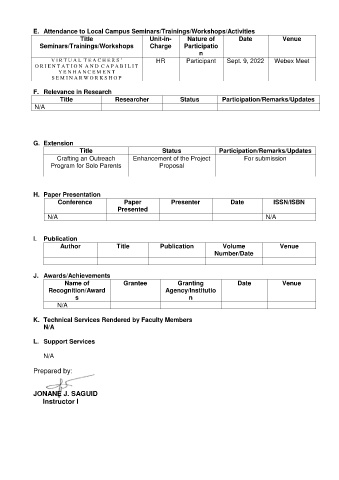 E. Attendance to Local Campus Seminars/Trainings/Workshops/Activities
Title Seminars/Trainings/Workshops | Unit-in-Charge | Nature of Participation | Date | Venue
VIRTUAL TEACHERS'
ORIENTATION AND CAPABILIT
YENHANCEMENT
SEMINARWORKSHOP | HR | Participant | Sept. 9, 2022 | Webex Meet
F. Relevance in Research
Title | Researcher | Status | Participation/Remarks/Updates
N/A
G. Extension
Title | Status | Participation/Remarks/Updates
Crafting an Outreach Program for Solo Parents | Enhancement of the Project Proposal | For submission
H. Paper Presentation
Conference | Paper Presented | Presenter | Date | ISSN/ISBN
N/A | N/A
I. Publication
Author | Title | Publication | Volume Number/Date | Venue
J. Awards/Achievements
Name of Recognition/Awards | Grantee | Granting Agency/Institution | Date | Venue
N/A
K. Technical Services Rendered by Faculty Members
N/A
L. Support Services
N/A
Prepared by:
JONANE J. SAGUID
Instructor I